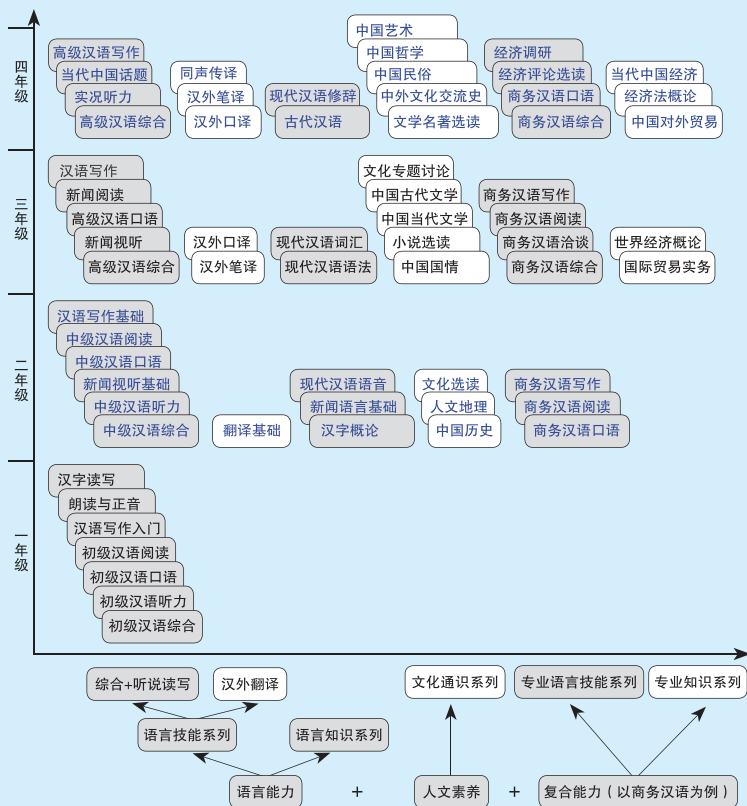 四年级
高级汉语写作
当代中国话题
实况听力
高级汉语综合
同声传译
汉外笔译
汉外口译
现代汉语修辞
古代汉语
中国艺术
中国哲学
中国民俗
中外文化交流史
文学名著选读
经济调研
经济评论选读
商务汉语口语
商务汉语综合
当代中国经济
经济法概论
中国对外贸易
三年级
汉语写作
新闻阅读
高级汉语口语
新闻视听
高级汉语综合
汉外口译
汉外笔译
现代汉语词汇
现代汉语语法
文化专题讨论
中国古代文学
中国当代文学
小说选读
中国国情
商务汉语写作
商务汉语阅读
商务汉语洽谈
商务汉语综合
世界经济概论
国际贸易实务
二年级
汉语写作基础
中级汉语阅读
中级汉语口语
新闻视听基础
中级汉语听力
中级汉语综合
翻译基础
现代汉语语音
新闻语言基础
汉字概论
文化选读
人文地理
中国历史
商务汉语写作
商务汉语阅读
商务汉语口语
一年级
汉字读写
朗读与正音
汉语写作入门
初级汉语阅读
初级汉语口语
初级汉语听力
初级汉语综合
综合+听说读写
汉外翻译
文化通识系列
专业语言技能系列
专业知识系列
语言技能系列
语言知识系列
语言能力 + 人文素养 + 复合能力（以商务汉语为例）